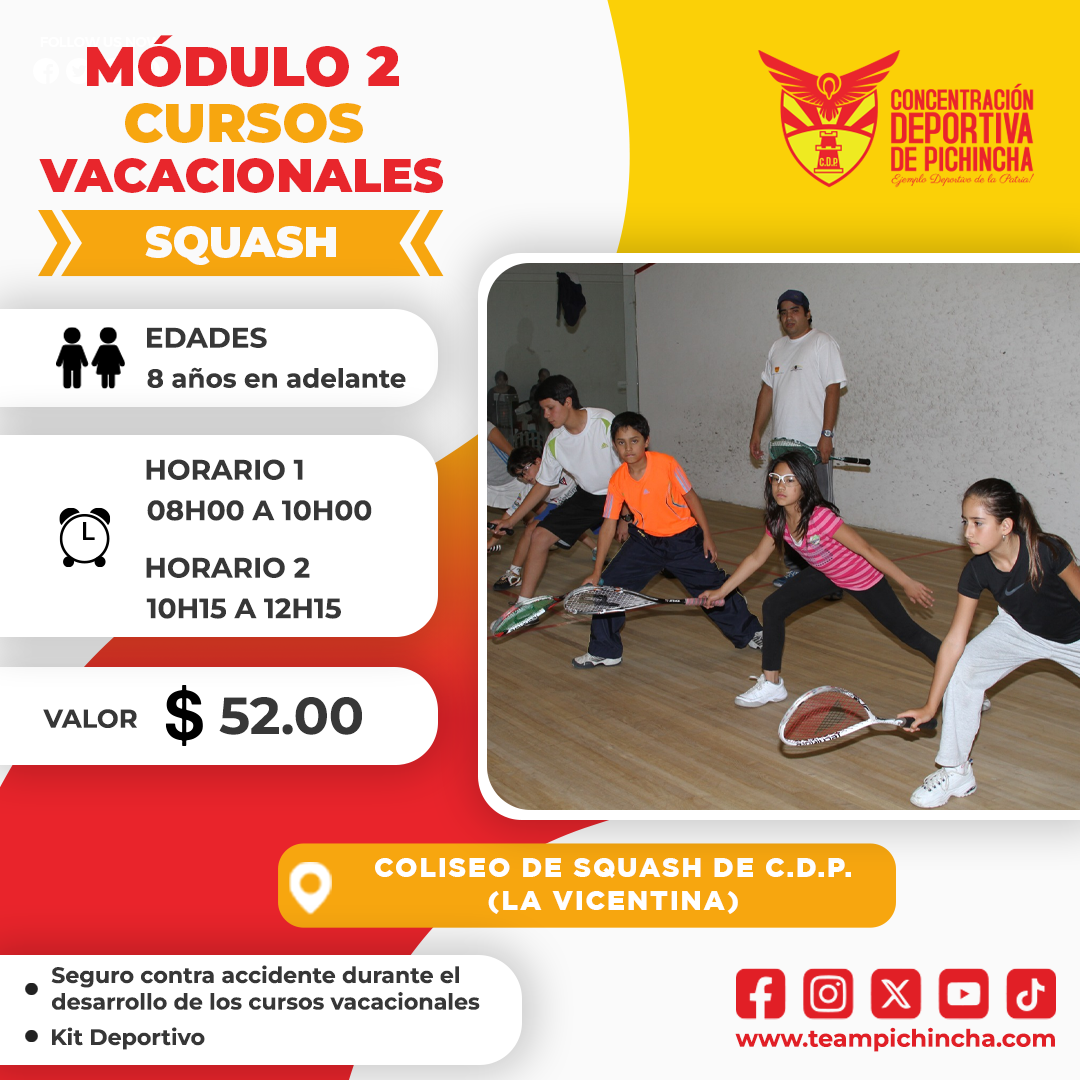 MÓDULO 2
CURSOS
VACACIONALES
SQUASH
CONCENTRACIÓN
DEPORTIVA
DE PICHINCHA
Ejemplo Deportivo de la Patria!
C.D.P.
EDADES
8 años en adelante
HORARIO 1
08H00 A 10H00
HORARIO 2
10H15 A 12H15
VALOR $ 52.00
COLISEO DE SQUASH DE C.D.P.
(LA VICENTINA)
Seguro contra accidente durante el
desarrollo de los cursos vacacionales
Kit Deportivo
www.teampichincha.com